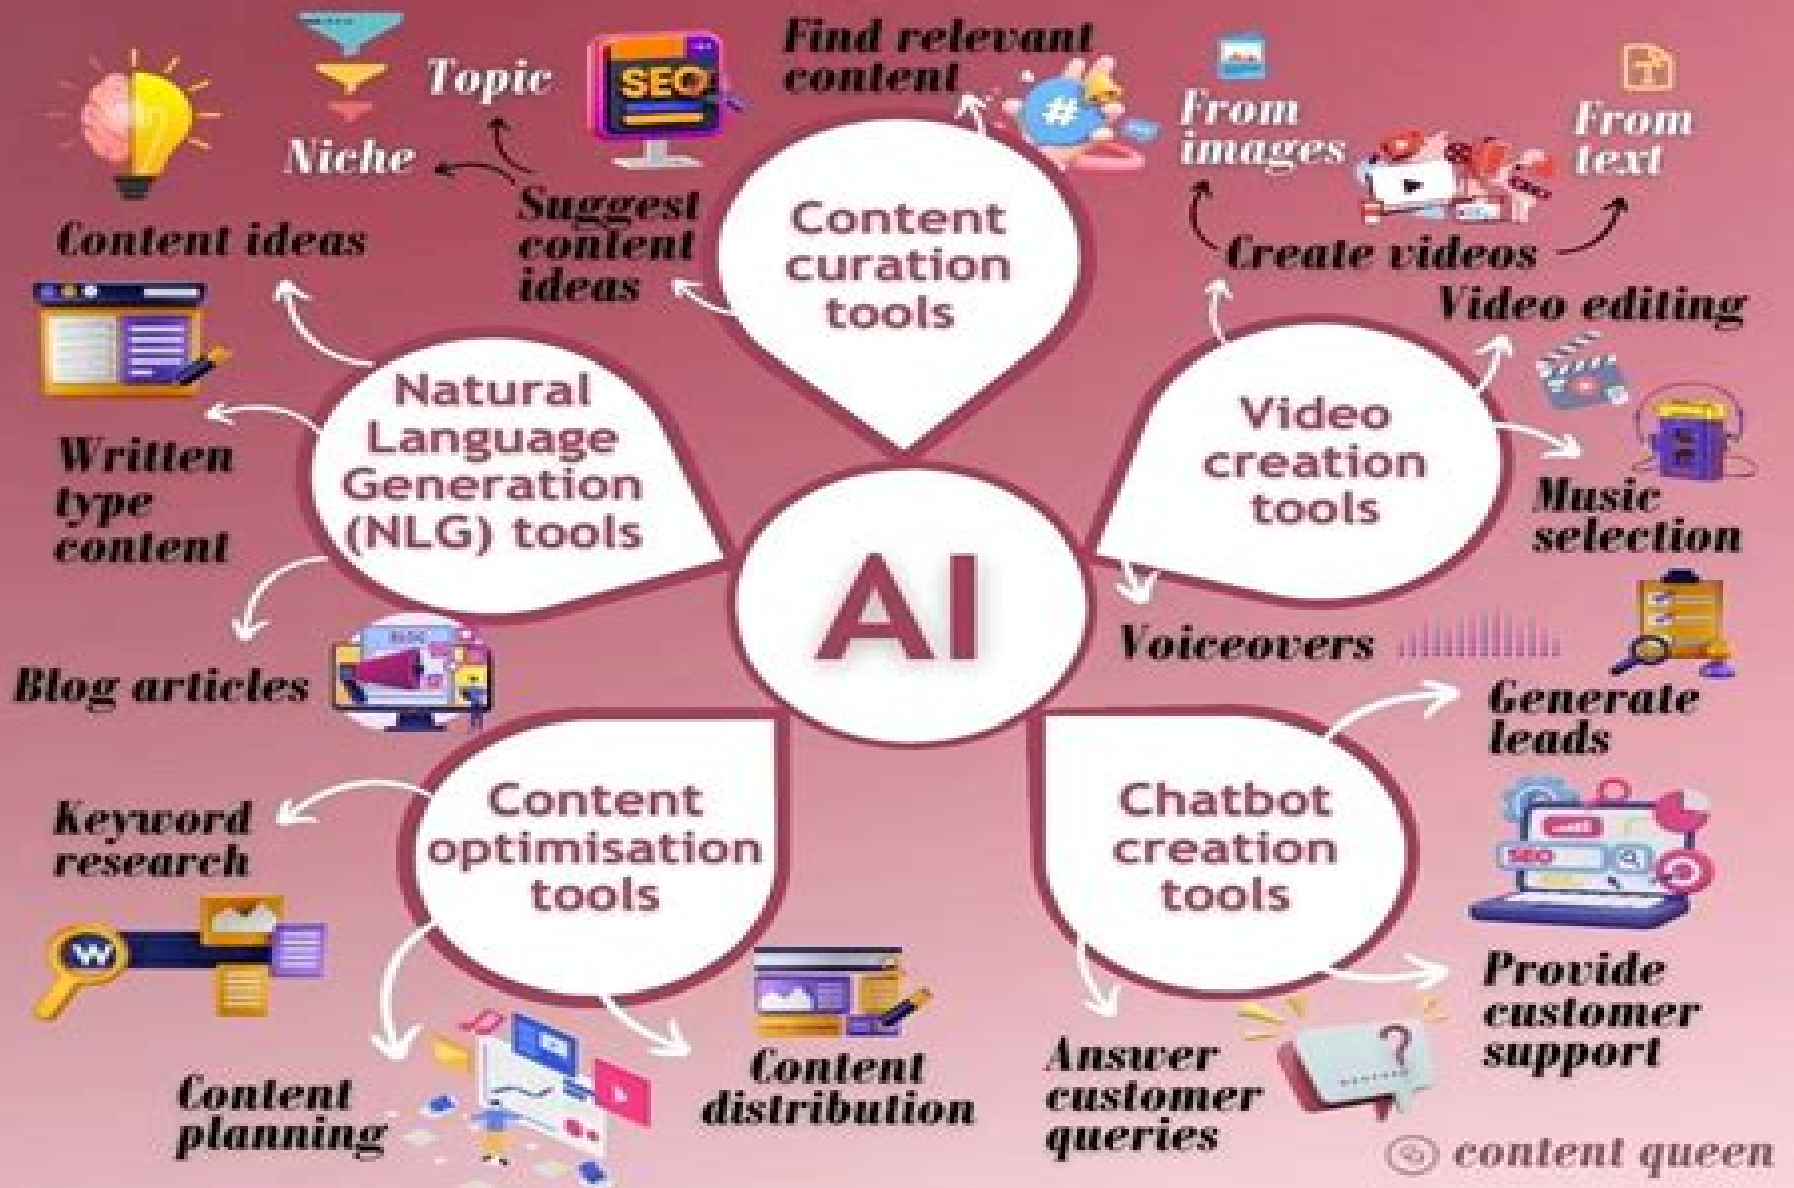 Find relevant
content
SEO
#
Topic
Niche
Suggest
content
ideas
Content
curation
tools
From
images
From
text
Create videos
Video editing
Video
creation
tools
Music
selection
Voiceovers
Content ideas
Natural
Language
Generation
(NLG) tools
Written
type
content
Blog articles
BLOG
AI
Generate
leads
Chatbot
creation
tools
SEO
Provide
customer
support
Answer
customer
queries
?
Content
optimisation
tools
Keyword
research
W
Content
planning
Content
distribution
content queen